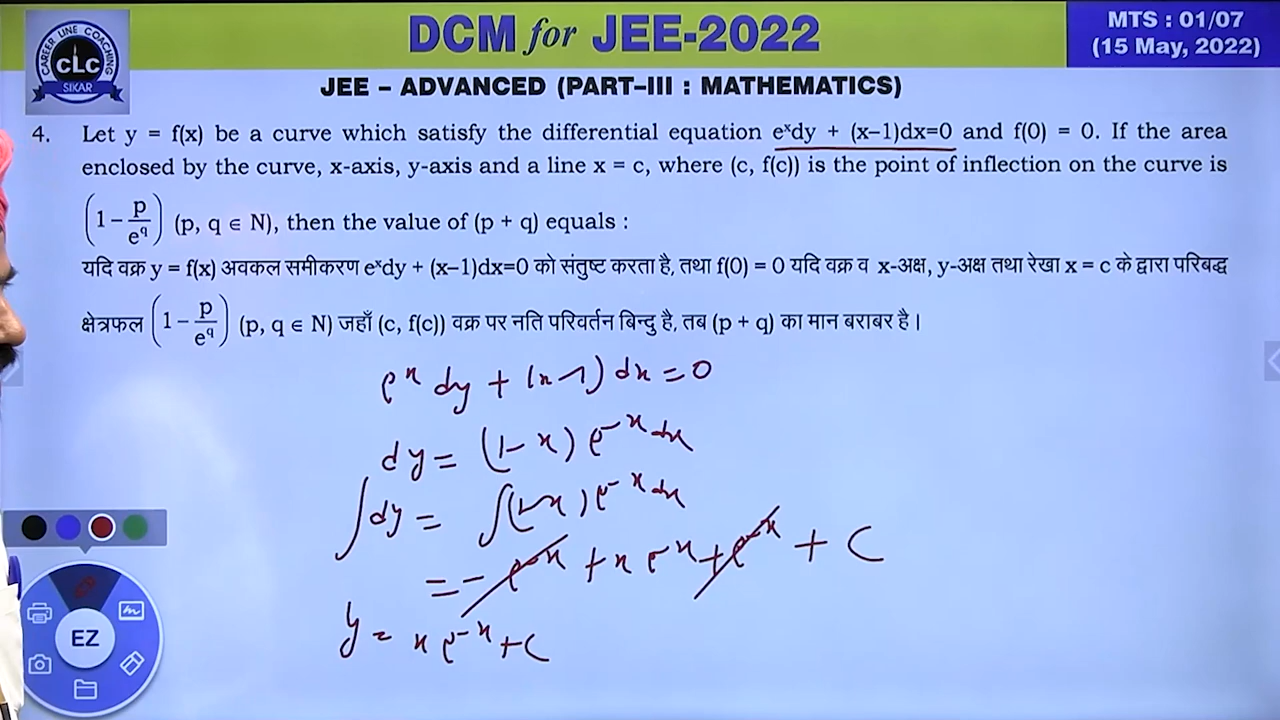 CAREER LINE COACHING
CLC
SIKAR
DCM for JEE-2022
MTS : 01/07
(15 May, 2022)
JEE – ADVANCED (PART–III : MATHEMATICS)
4. Let y = f(x) be a curve which satisfy the differential equation eˣdy + (x–1)dx=0 and f(0) = 0. If the area
enclosed by the curve, x-axis, y-axis and a line x = c, where (c, f(c)) is the point of inflection on the curve is
(1 – p/e^q) (p, q ∈ N), then the value of (p + q) equals :
यदि वक्र y = f(x) अवकल समीकरण eˣdy + (x–1)dx=0 को संतुष्ट करता है, तथा f(0) = 0 यदि वक्र व x-अक्ष, y-अक्ष तथा रेखा x = c के द्वारा परिबद्ध
क्षेत्रफल (1 – p/e^q) (p, q ∈ N) जहाँ (c, f(c)) वक्र पर नति परिवर्तन बिन्दु है, तब (p + q) का मान बराबर है।
eˣ dy + (x–1) dx = 0
dy = (1–x) e⁻ˣ dx
∫dy = ∫(1–x) e⁻ˣ dx
= – e⁻ˣ + x e⁻ˣ + e⁻ˣ + C
y = x e⁻ˣ + C
EZ